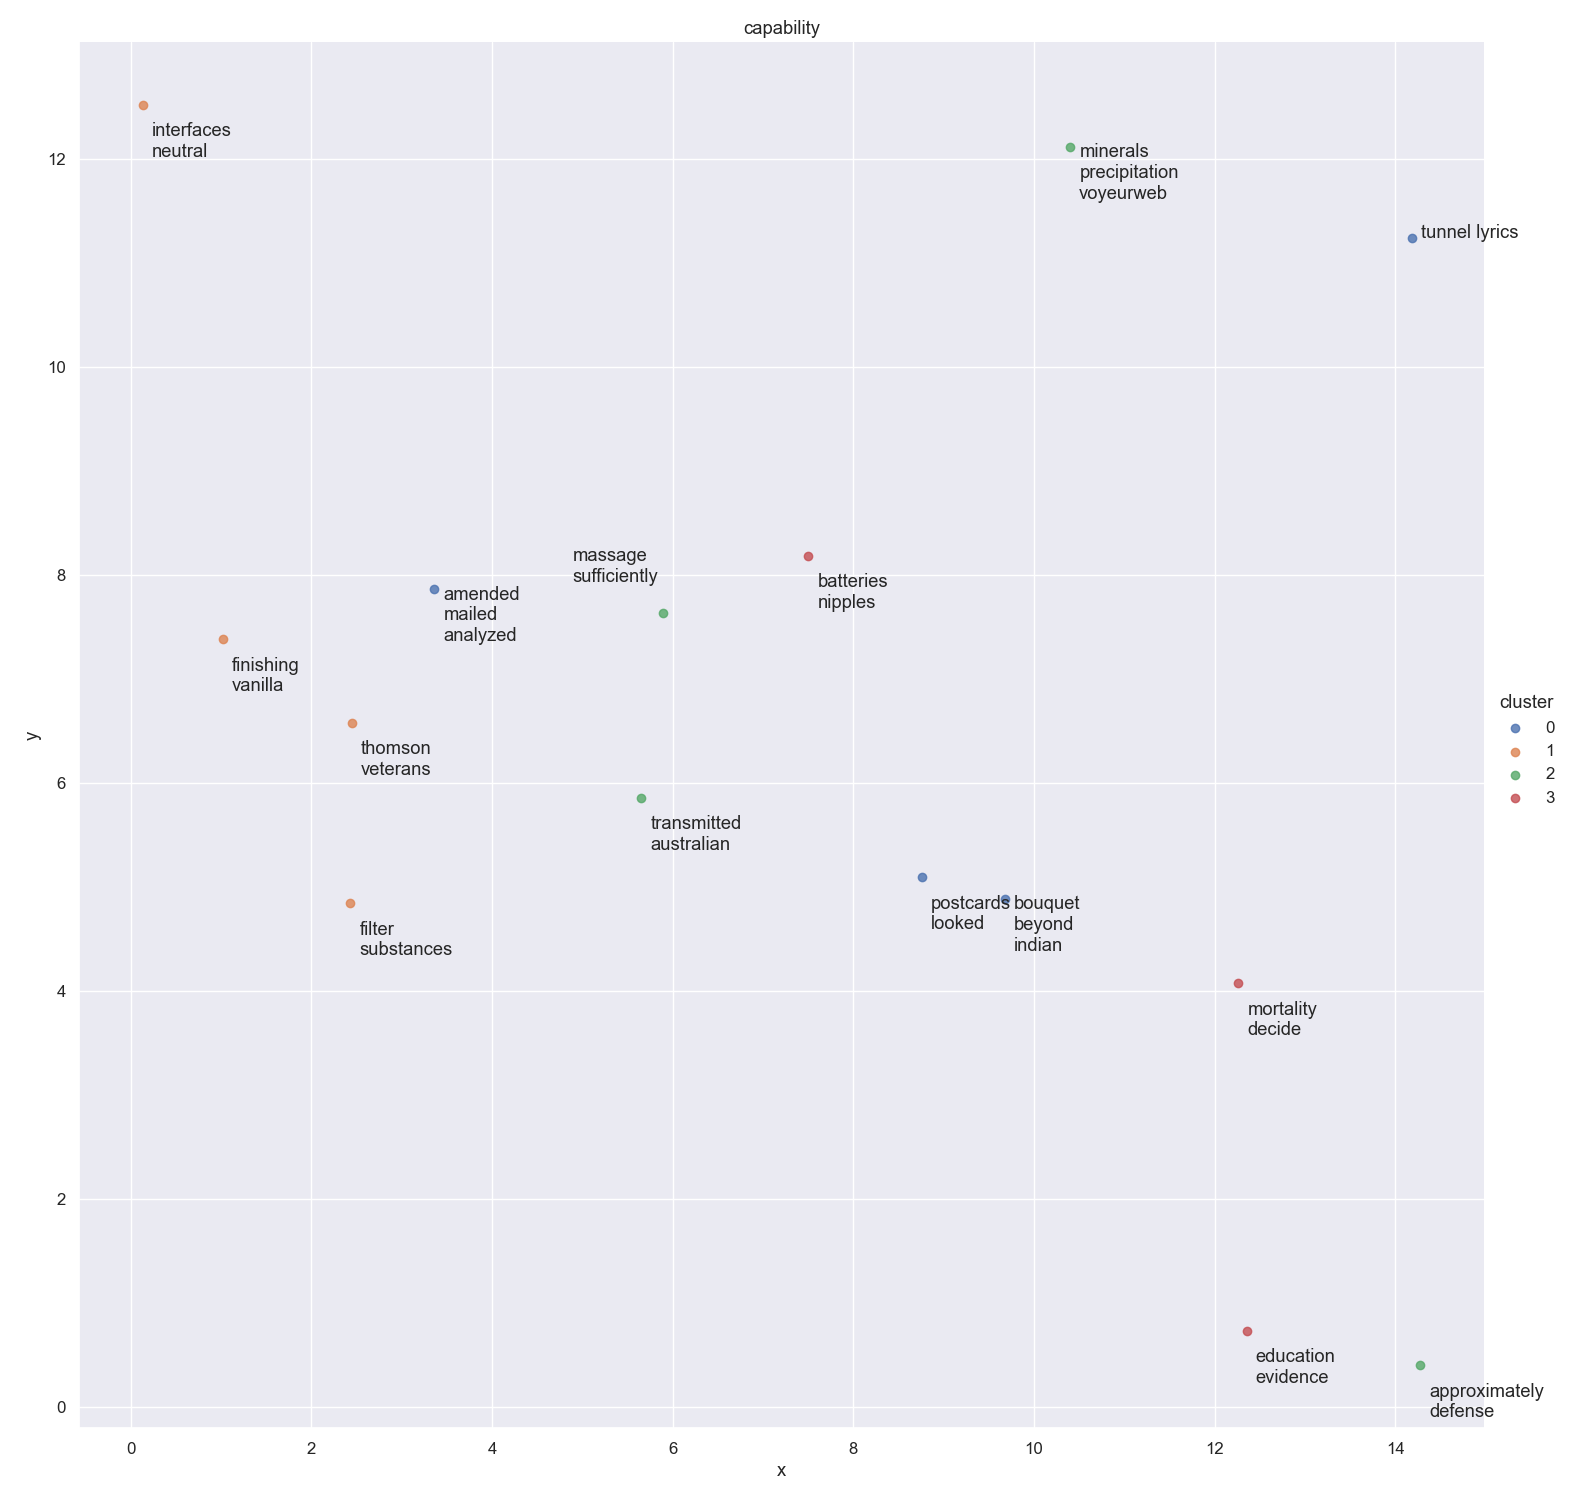 capability
interfaces
neutral
minerals
precipitation
voyeurweb
tunnel lyrics
massage
sufficiently
batteries
nipples
amended
mailed
analyzed
finishing
vanilla
thomson
veterans
transmitted
australian
filter
substances
postcards
looked
bouquet
beyond
indian
mortality
decide
education
evidence
approximately
defense
12
10
8
6
4
2
0
y
0 2 4 6 8 10 12 14
x
cluster
0
1
2
3